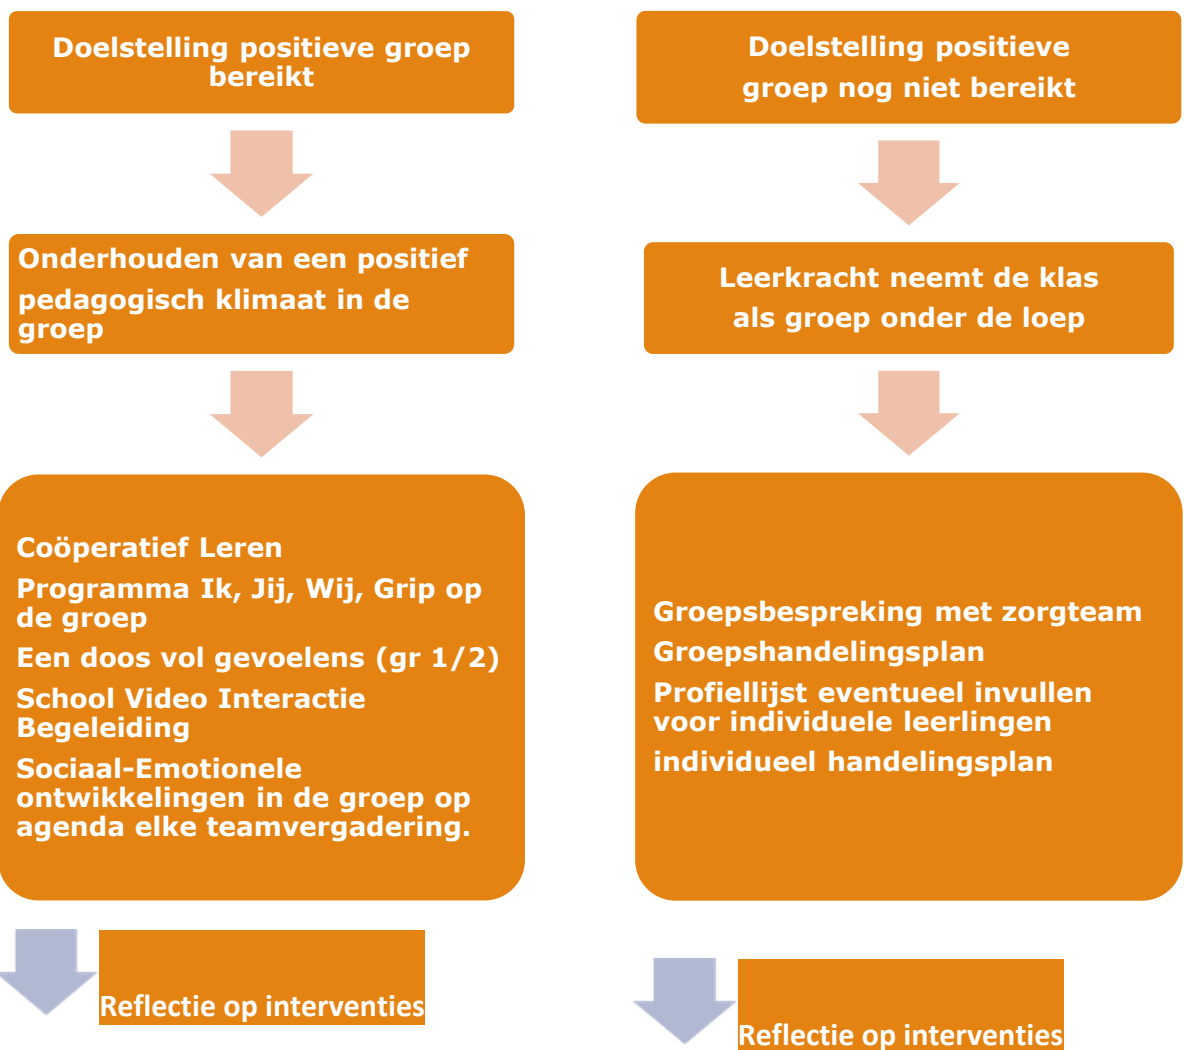 Doelstelling positieve groep
bereikt
Onderhouden van een positief
pedagogisch klimaat in de
groep
Coöperatief Leren
Programma Ik, Jij, Wij, Grip op
de groep
Een doos vol gevoelens (gr 1/2)
School Video Interactie
Begeleiding
Sociaal-Emotionele
ontwikkelingen in de groep op
agenda elke teamvergadering.
Reflectie op interventies
Doelstelling positieve
groep nog niet bereikt
Leerkracht neemt de klas
als groep onder de loep
Groepsbespreking met zorgteam
Groepshandelingsplan
Profiellijst eventueel invullen
voor individuele leerlingen
individueel handelingsplan
Reflectie op interventies